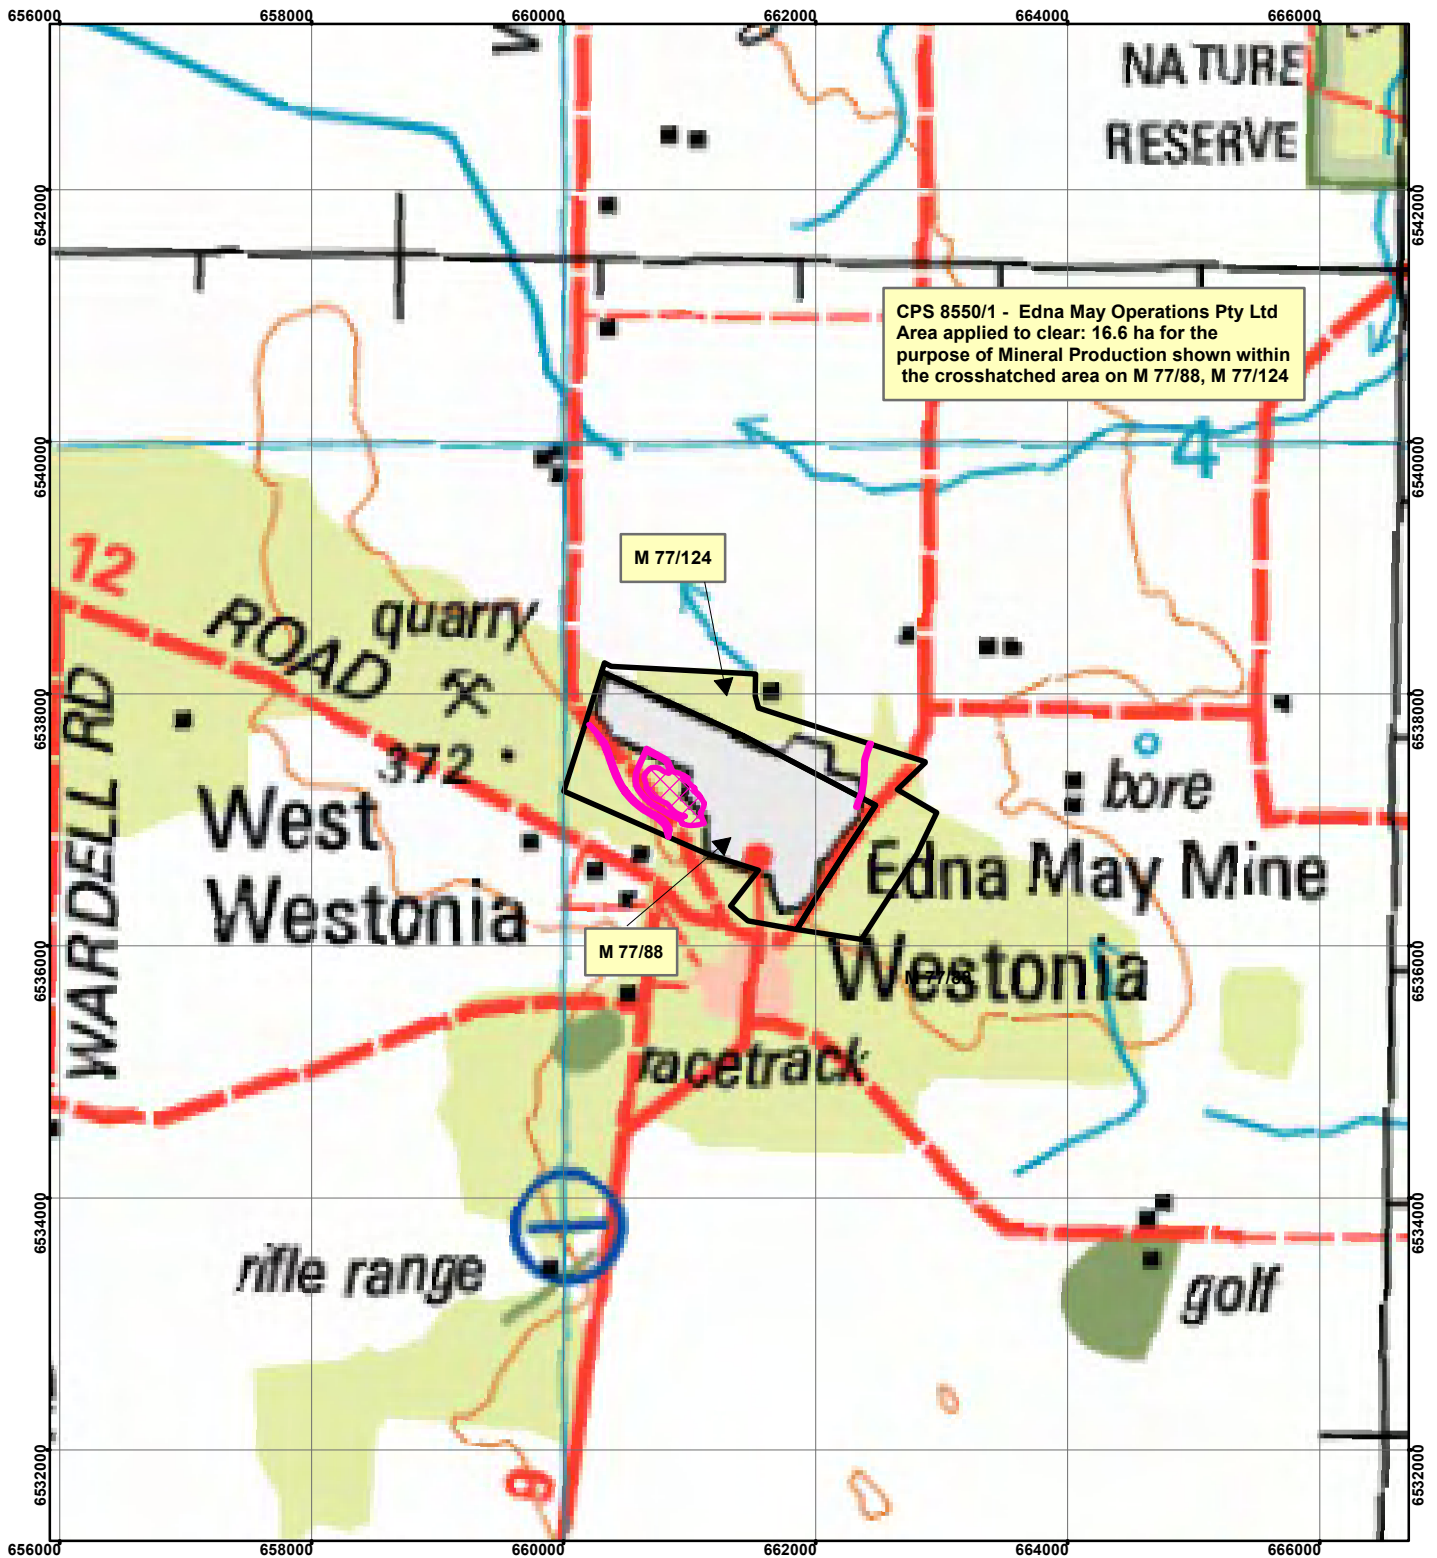 656000 658000 660000 662000 664000 666000
NATURE
RESERVE
6542000 6542000
CPS 8550/1 - Edna May Operations Pty Ltd
Area applied to clear: 16.6 ha for the
purpose of Mineral Production shown within
the crosshatched area on M 77/88, M 77/124
6540000 4 6540000
12
M 77/124
ROAD
quarry
6538000 6538000
WARDELL RD
372
bore
West
Westonia
Edna May Mine
M 77/88
6536000 6536000
Westonia
racetrack
6534000 6534000
rifle range
golf
6532000 6532000
9
656000 658000 660000 662000 664000 666000